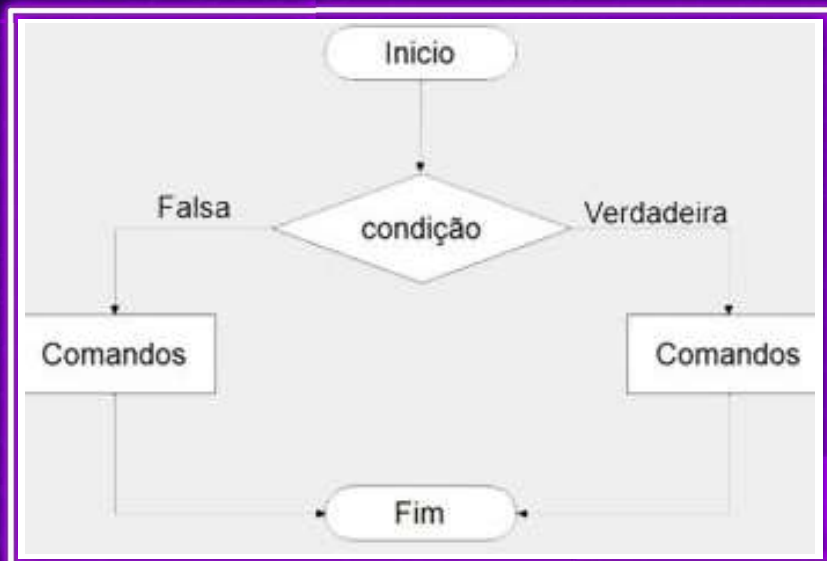 Inicio
Falsa
Verdadeira
condição
Comandos
Comandos
Fim